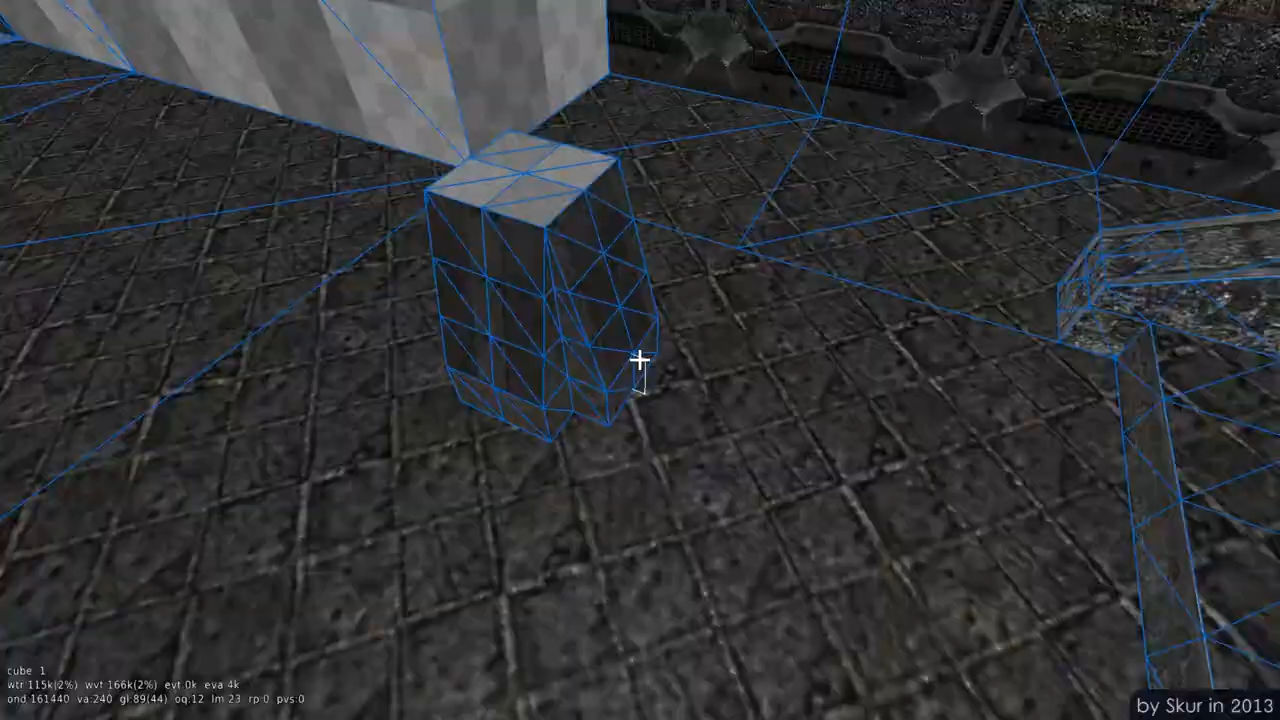 cube 1
wtr:115k(2%) wvt:166k(2%) evt:0k eva:4k
ond:161440 va:240 gl:89(44) oq:12 lm:23 rp:0 pvs:0
by Skur in 2013